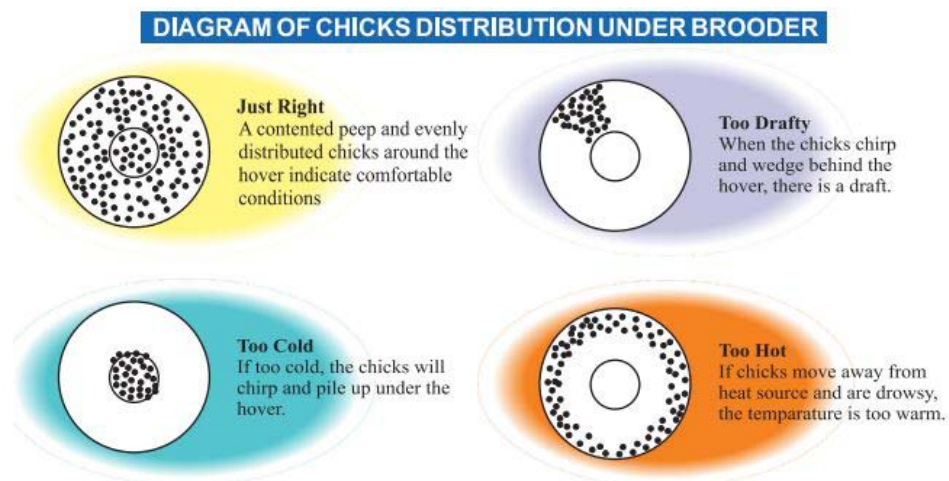 DIAGRAM OF CHICKS DISTRIBUTION UNDER BROODER
Just Right
A contented peep and evenly
distributed chicks around the
hover indicate comfortable
conditions
Too Drafty
When the chicks chirp
and wedge behind the
hover, there is a draft.
Too Cold
If too cold, the chicks will
chirp and pile up under the
hover.
Too Hot
If chicks move away from
heat source and are drowsy,
the temparature is too warm.